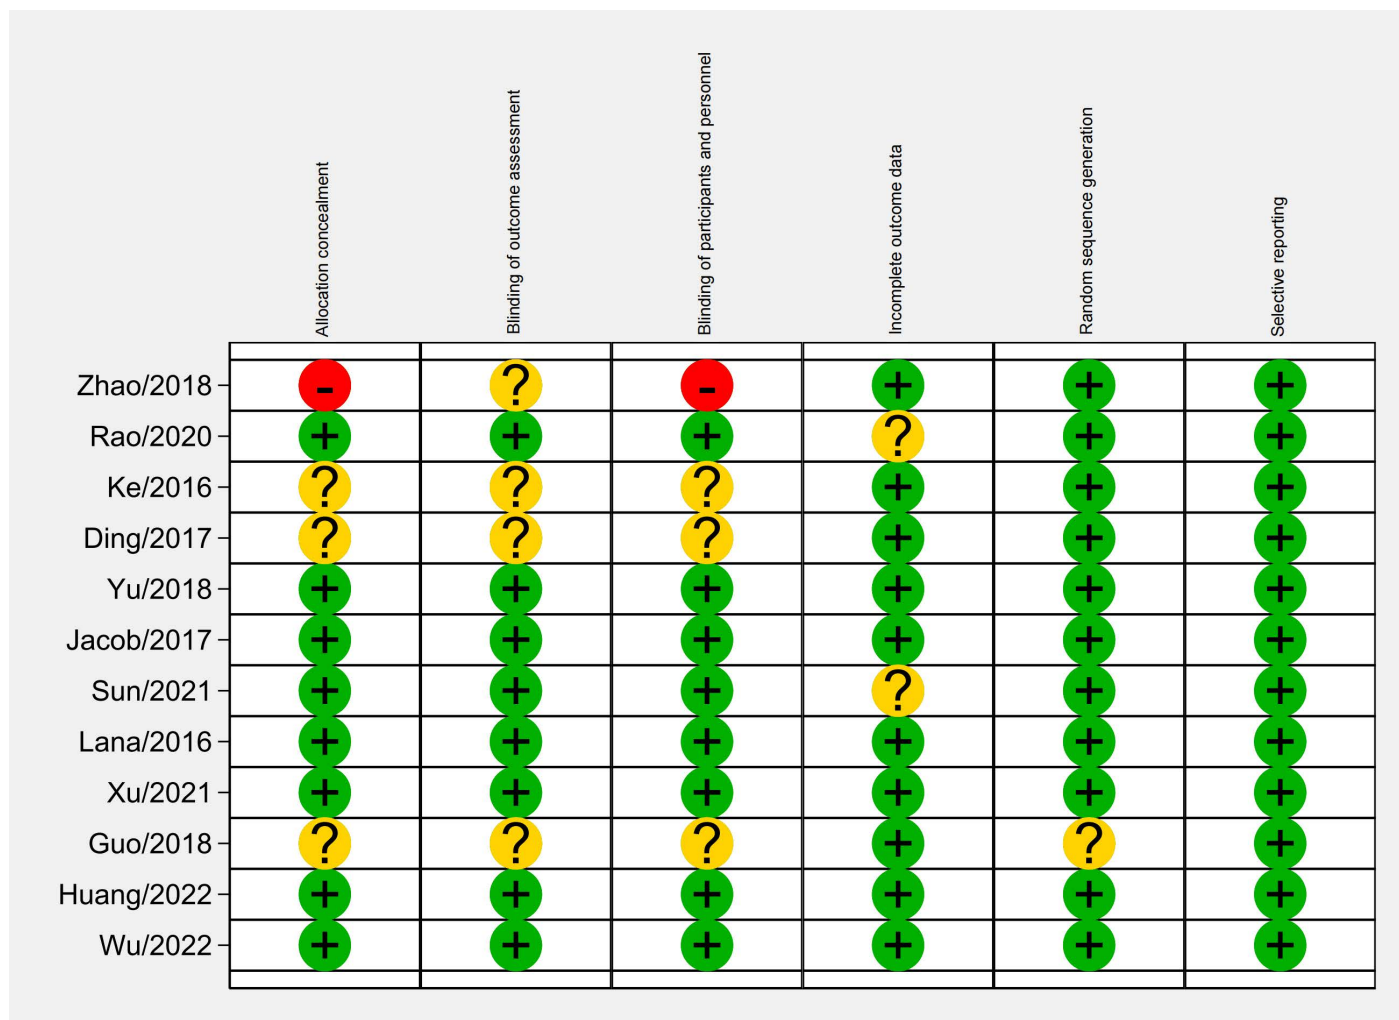 Allocation concealment
Blinding of outcome assessment
Blinding of participants and personnel
Incomplete outcome data
Random sequence generation
Selective reporting
Zhao/2018 - ? - + + +
Rao/2020 + + + ? + +
Ke/2016 ? ? ? + + +
Ding/2017 ? ? ? + + +
Yu/2018 + + + + + +
Jacob/2017 + + + + + +
Sun/2021 + + + ? + +
Lana/2016 + + + + + +
Xu/2021 + + + + + +
Guo/2018 ? ? ? + ? +
Huang/2022 + + + + + +
Wu/2022 + + + + + +